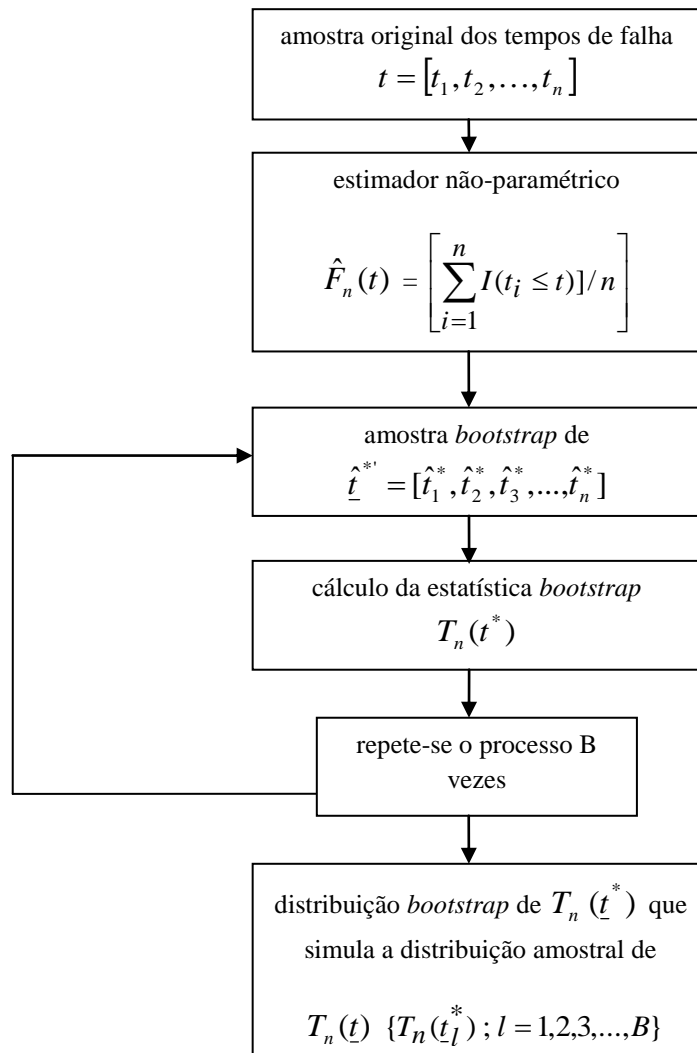 amostra original dos tempos de falha
t = [t₁, t₂, …, tₙ]
estimador não-paramétrico
F̂ₙ(t) = [∑ᵢ₌₁ⁿ I(tᵢ ≤ t)]/n]
amostra bootstrap de
t̲̂*' = [t̂₁*, t̂₂*, t̂₃*, ..., t̂ₙ*]
cálculo da estatística bootstrap
Tₙ(t*)
repete-se o processo B
vezes
distribuição bootstrap de Tₙ (t̲*) que
simula a distribuição amostral de
Tₙ(t̲) {Tₙ(t̲ₗ*) ; l = 1,2,3,...,B}